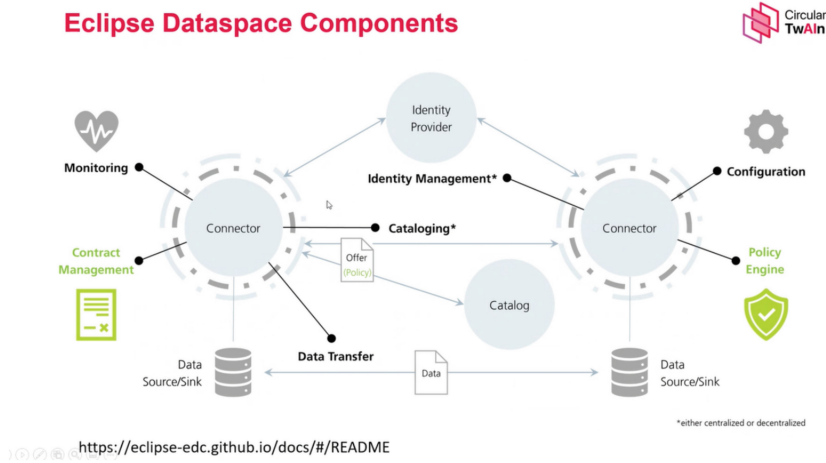 Eclipse Dataspace Components
Circular
TwAIn
Identity
Provider
Monitoring
Identity Management*
Configuration
Connector
Cataloging*
Connector
Contract
Management
Offer
(Policy)
Policy
Engine
Catalog
Data Transfer
Data
Source/Sink
Data
Data
Source/Sink
*either centralized or decentralized
https://eclipse-edc.github.io/docs/#/README